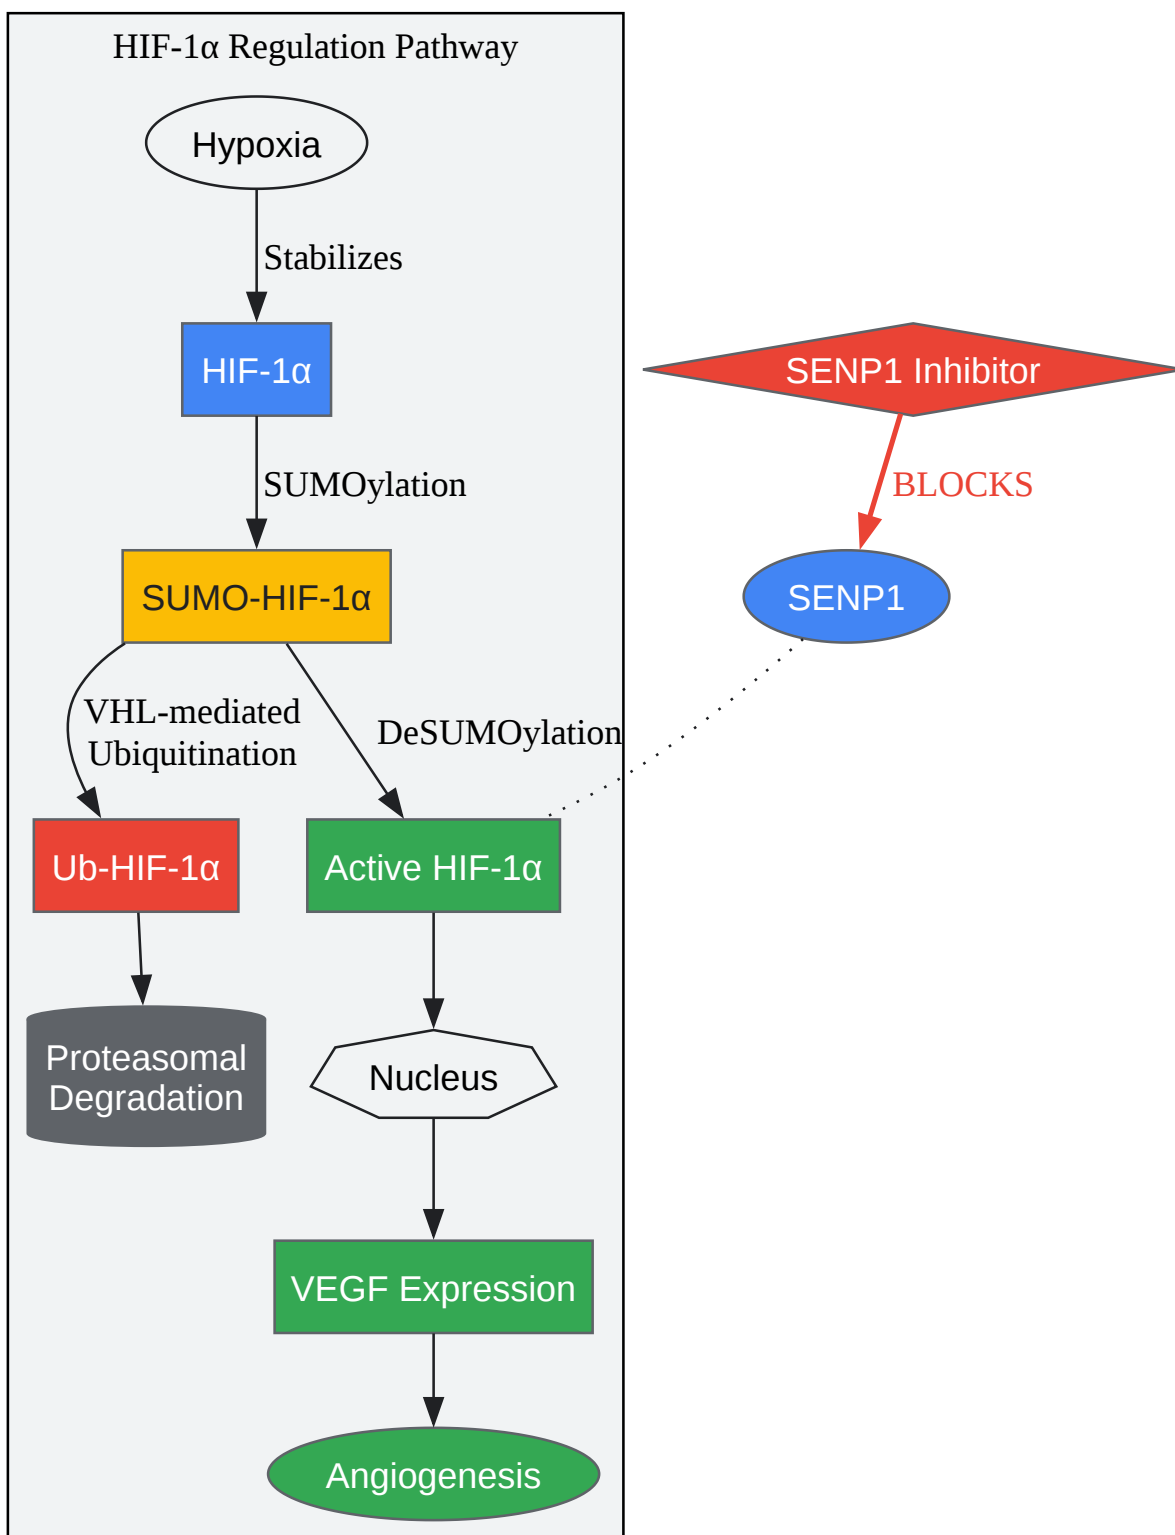 HIF-1α Regulation Pathway
Hypoxia
Stabilizes
HIF-1α
SENP1 Inhibitor
SUMOylation
BLOCKS
SUMO-HIF-1α
SENP1
VHL-mediated
Ubiquitination
DeSUMOylation
Ub-HIF-1α
Active HIF-1α
Proteasomal
Degradation
Nucleus
VEGF Expression
Angiogenesis